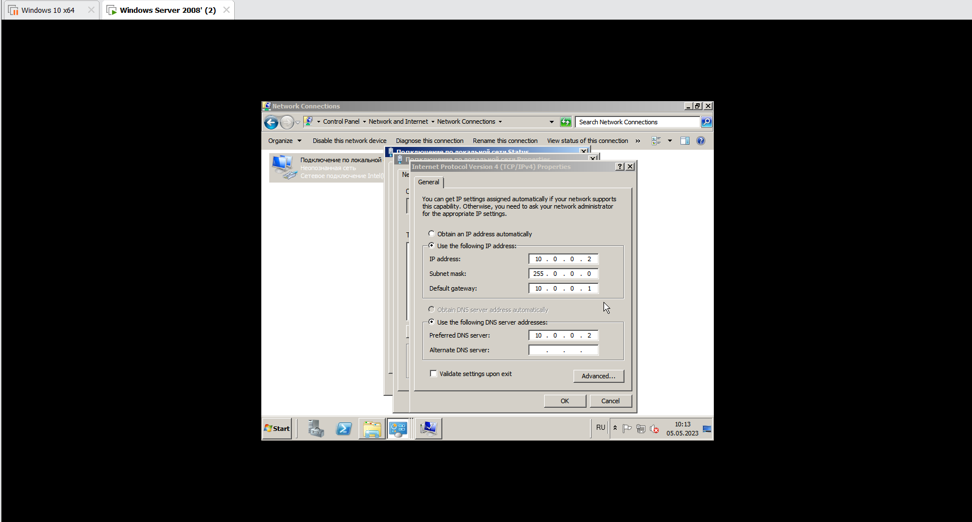 Windows 10 x64
Windows Server 2008' (2)
Network Connections
Control Panel
Network and Internet
Network Connections
Search Network Connections
Organize
Disable this network device
Diagnose this connection
Rename this connection
View status of this connection
»
Подключение по локальной
Неопознанная сеть
Сетевое подключение Intel(
Подключение по локальной сети Status
Подключение по локальной сети Properties
Internet Protocol Version 4 (TCP/IPv4) Properties
Ne
General
You can get IP settings assigned automatically if your network supports
this capability. Otherwise, you need to ask your network administrator
for the appropriate IP settings.
Obtain an IP address automatically
Use the following IP address:
IP address:
10 . 0 . 0 . 2
Subnet mask:
255 . 0 . 0 . 0
Default gateway:
10 . 0 . 0 . 1
Obtain DNS server address automatically
Use the following DNS server addresses:
Preferred DNS server:
10 . 0 . 0 . 2
Alternate DNS server:
. . .
Validate settings upon exit
Advanced...
OK
Cancel
Start
RU
10:13
05.05.2023